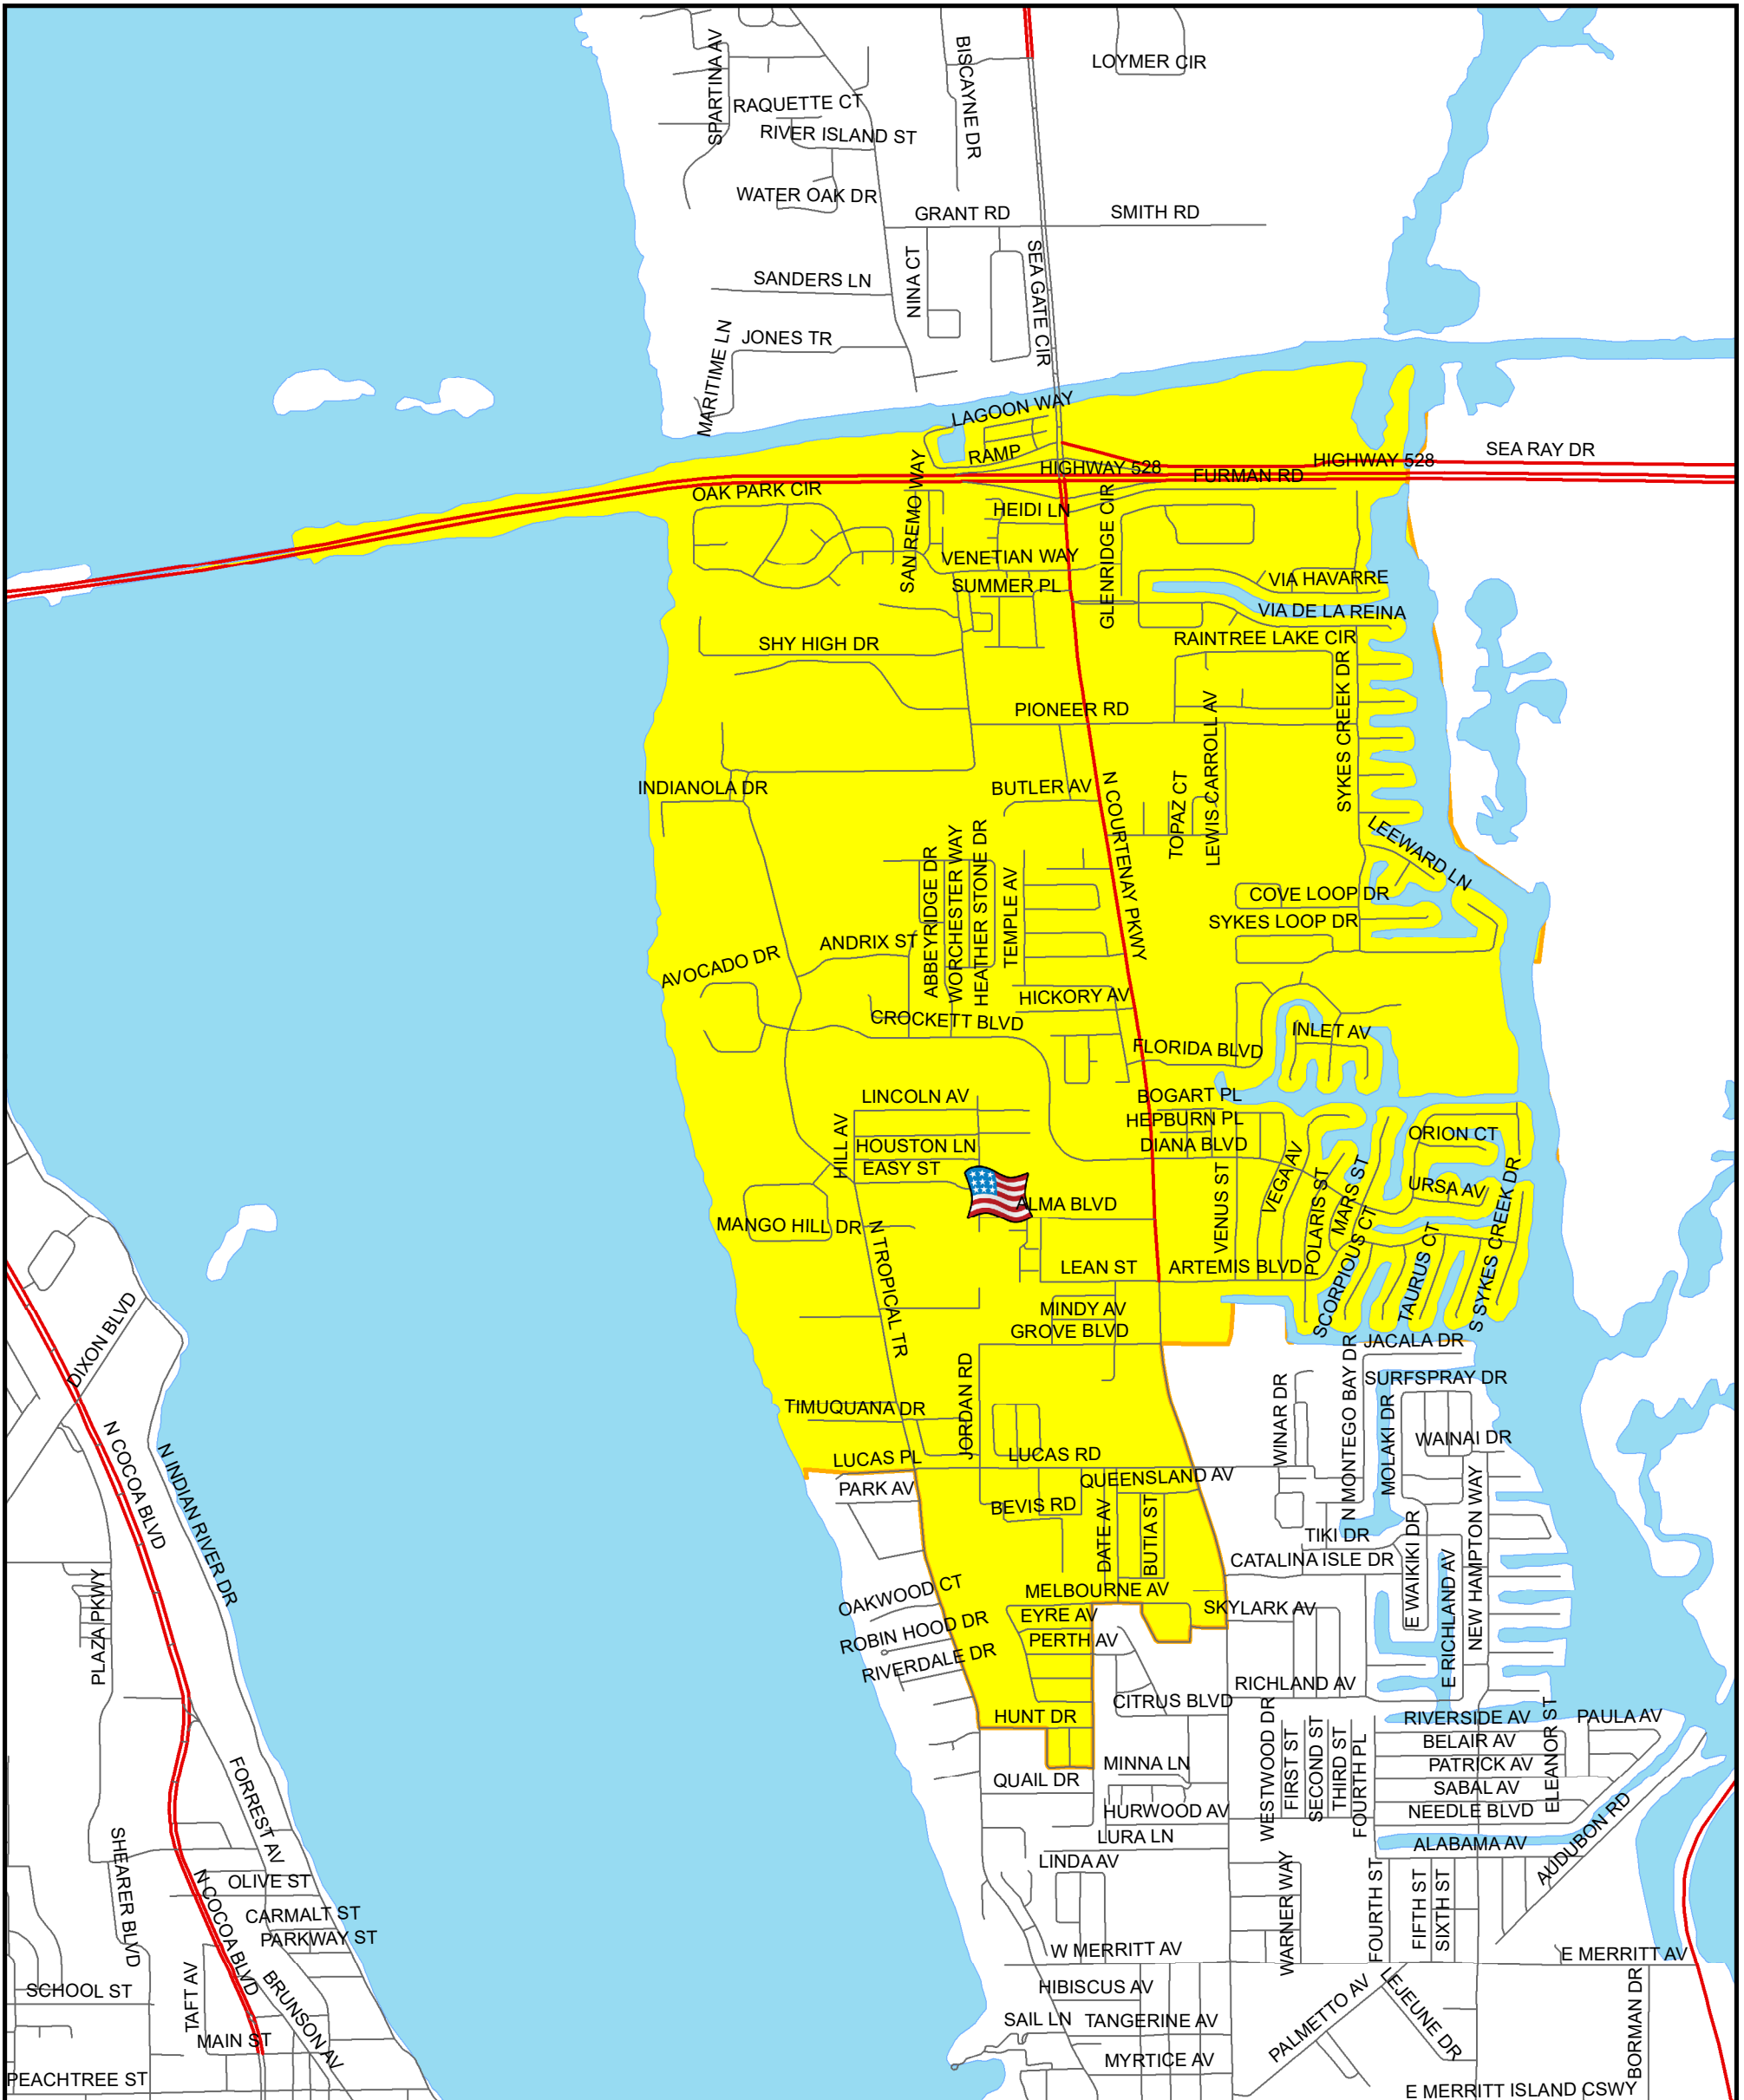 SPARTINA AV
BISCAYNE DR
LOYMER CIR
RAQUETTE CT
RIVER ISLAND ST
WATER OAK DR
GRANT RD
SMITH RD
NINA CT
SEA GATE CIR
SANDERS LN
JONES TR
MARITIME LN
LAGOON WAY
RAMP
SEA RAY DR
HIGHWAY 528
HIGHWAY 528
FURMAN RD
OAK PARK CIR
SAN REMO WAY
HEIDI LN
GLENRIDGE CIR
VENETIAN WAY
SUMMER PL
VIA HAVARRE
VIA DE LA REINA
RAINTREE LAKE CIR
SHY HIGH DR
SYKES CREEK DR
PIONEER RD
LEWIS CARROLL AV
TOPAZ CT
N COURTENAY PKWY
INDIANOLA DR
BUTLER AV
LEEWARD LN
ABBEYRIDGE DR
WORCHESTER WAY
HEATHER STONE DR
TEMPLE AV
COVE LOOP DR
SYKES LOOP DR
ANDRIX ST
AVOCADO DR
HICKORY AV
CROCKETT BLVD
INLET AV
FLORIDA BLVD
LINCOLN AV
BOGART PL
HEPBURN PL
HILL AV
HOUSTON LN
DIANA BLVD
ORION CT
EASY ST
VEGA AV
VENUS ST
POLARIS ST
MARS ST
URSA AV
S SYKES CREEK DR
ALMA BLVD
MANGO HILL DR
N TROPICAL TR
SCORPIOUS CT
TAURUS CT
LEAN ST
ARTEMIS BLVD
MINDY AV
GROVE BLVD
DIXON BLVD
JACALA DR
N MONTEGO BAY DR
SURFSPRAY DR
WINAR DR
MOLAKI DR
JORDAN RD
TIMUQUANA DR
WAINAI DR
N COCOA BLVD
N INDIAN RIVER DR
LUCAS PL
LUCAS RD
QUEENSLAND AV
PARK AV
BEVIS RD
DATE AV
BUTIA ST
NEW HAMPTON WAY
TIKI DR
E WAIKIKI DR
CATALINA ISLE DR
E RICHLAND AV
PLAZA PKWY
OAKWOOD CT
MELBOURNE AV
EYRE AV
SKYLARK AV
ROBIN HOOD DR
PERTH AV
RIVERDALE DR
RICHLAND AV
CITRUS BLVD
HUNT DR
WESTWOOD DR
FIRST ST
SECOND ST
THIRD ST
FOURTH PL
RIVERSIDE AV
ELEANOR ST
PAULA AV
BELAIR AV
MINNA LN
PATRICK AV
QUAIL DR
SABAL AV
FORREST AV
HURWOOD AV
NEEDLE BLVD
AUDUBON RD
LURA LN
ALABAMA AV
SHEARER BLVD
LINDA AV
WARNER WAY
FOURTH ST
FIFTH ST
SIXTH ST
OLIVE ST
N COCOA BLVD
CARMALT ST
PARKWAY ST
W MERRITT AV
E MERRITT AV
TAFT AV
BRUNSON AV
SCHOOL ST
HIBISCUS AV
PALMETTO AV
LEJEUNE DR
BORMAN DR
SAIL LN
TANGERINE AV
MAIN ST
MYRTICE AV
PEACHTREE ST
E MERRITT ISLAND CSWY